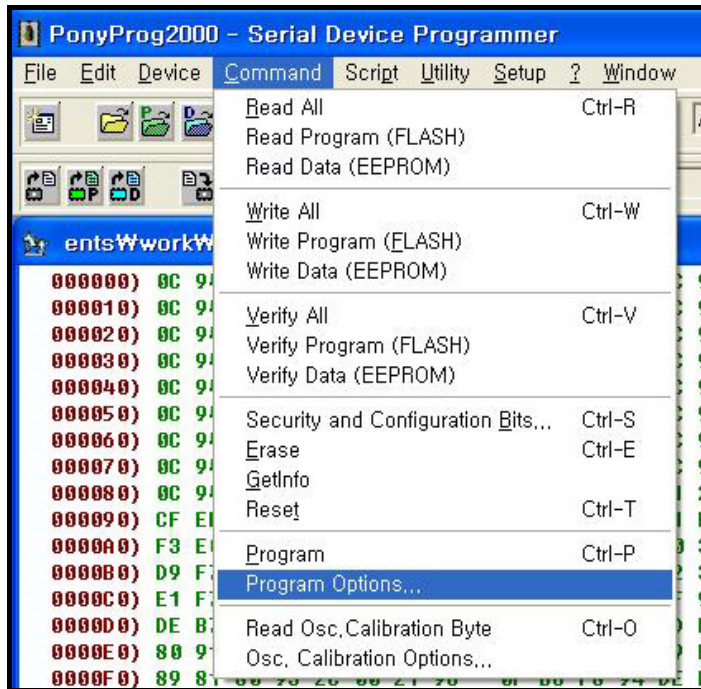 PonyProg2000 - Serial Device Programmer
File Edit Device Command Script Utility Setup ? Window
Read All Ctrl-R
Read Program (FLASH)
Read Data (EEPROM)
Write All Ctrl-W
Write Program (FLASH)
Write Data (EEPROM)
Verify All Ctrl-V
Verify Program (FLASH)
Verify Data (EEPROM)
Security and Configuration Bits,,, Ctrl-S
Erase Ctrl-E
GetInfo
Reset Ctrl-T
Program Ctrl-P
Program Options,,,
Read Osc,Calibration Byte Ctrl-O
Osc, Calibration Options,,,
ents₩work₩
000000) 0C
000010) 0C
000020) 0C
000030) 0C
000040) 0C
000050) 0C
000060) 0C
000070) 0C
000080) 0C
000090) CF
0000A0) F3
0000B0) D9
0000C0) E1
0000D0) DE
0000E0) 80
0000F0) 89